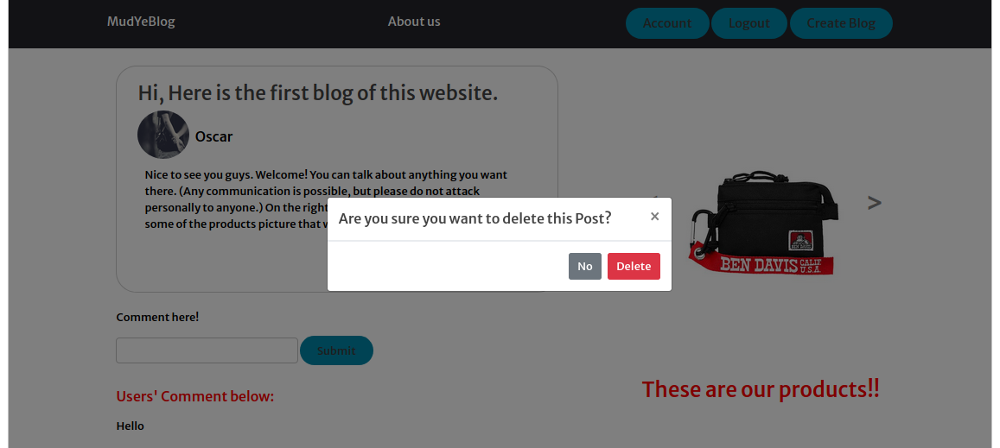 MudYeBlog
About us
Account
Logout
Create Blog
Hi, Here is the first blog of this website.
Oscar
Nice to see you guys. Welcome! You can talk about anything you want
there. (Any communication is possible, but please do not attack
personally to anyone.) On the right
some of the products picture that
Are you sure you want to delete this Post?
×
No
Delete
>
BEN DAVIS
BEN DAVIS CALIF
U.S.A.
Comment here!
Submit
Users' Comment below:
Hello
These are our products!!